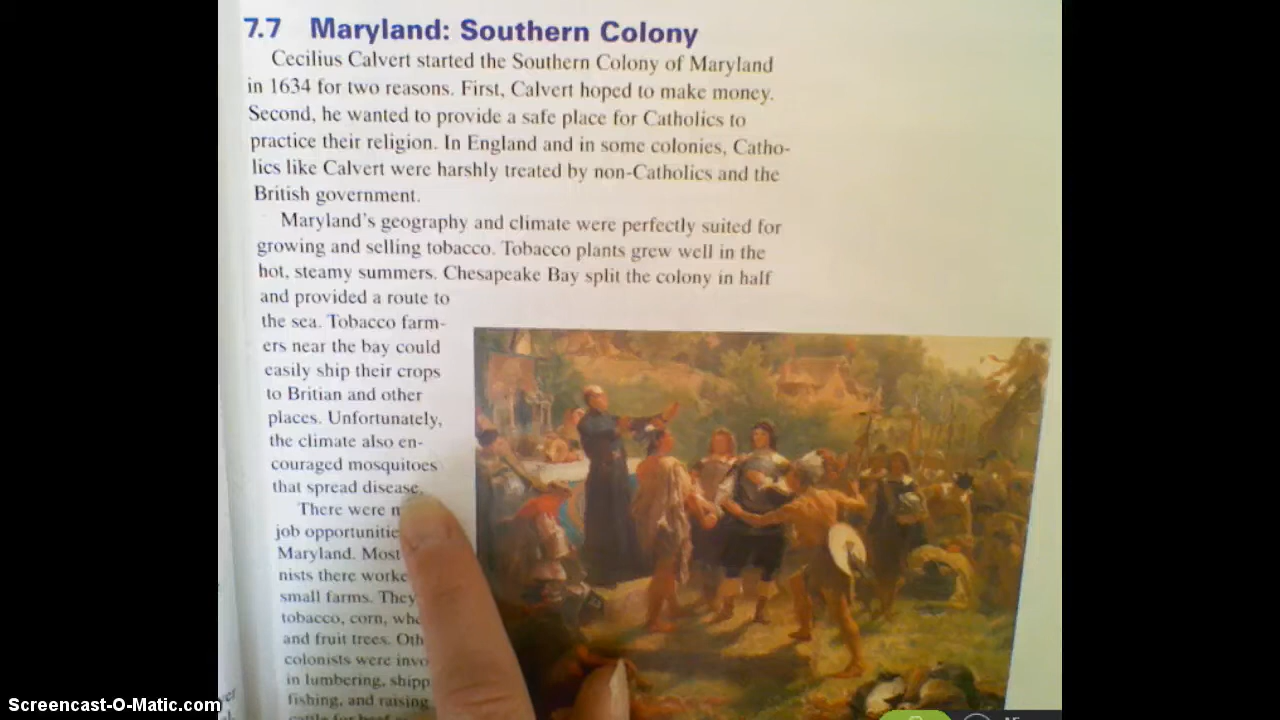 7.7 Maryland: Southern Colony
Cecilius Calvert started the Southern Colony of Maryland
in 1634 for two reasons. First, Calvert hoped to make money.
Second, he wanted to provide a safe place for Catholics to
practice their religion. In England and in some colonies, Catho-
lics like Calvert were harshly treated by non-Catholics and the
British government.
Maryland's geography and climate were perfectly suited for
growing and selling tobacco. Tobacco plants grew well in the
hot, steamy summers. Chesapeake Bay split the colony in half
and provided a route to
the sea. Tobacco farm-
ers near the bay could
easily ship their crops
to Britian and other
places. Unfortunately,
the climate also en-
couraged mosquitoes
that spread disease.
There were
job
Maryland. Most
nists there
small farms. They
tobacco, corn,
and fruit trees.
colonists were
in lumbering,
fishing, and raising
Screencast-O-Matic.com